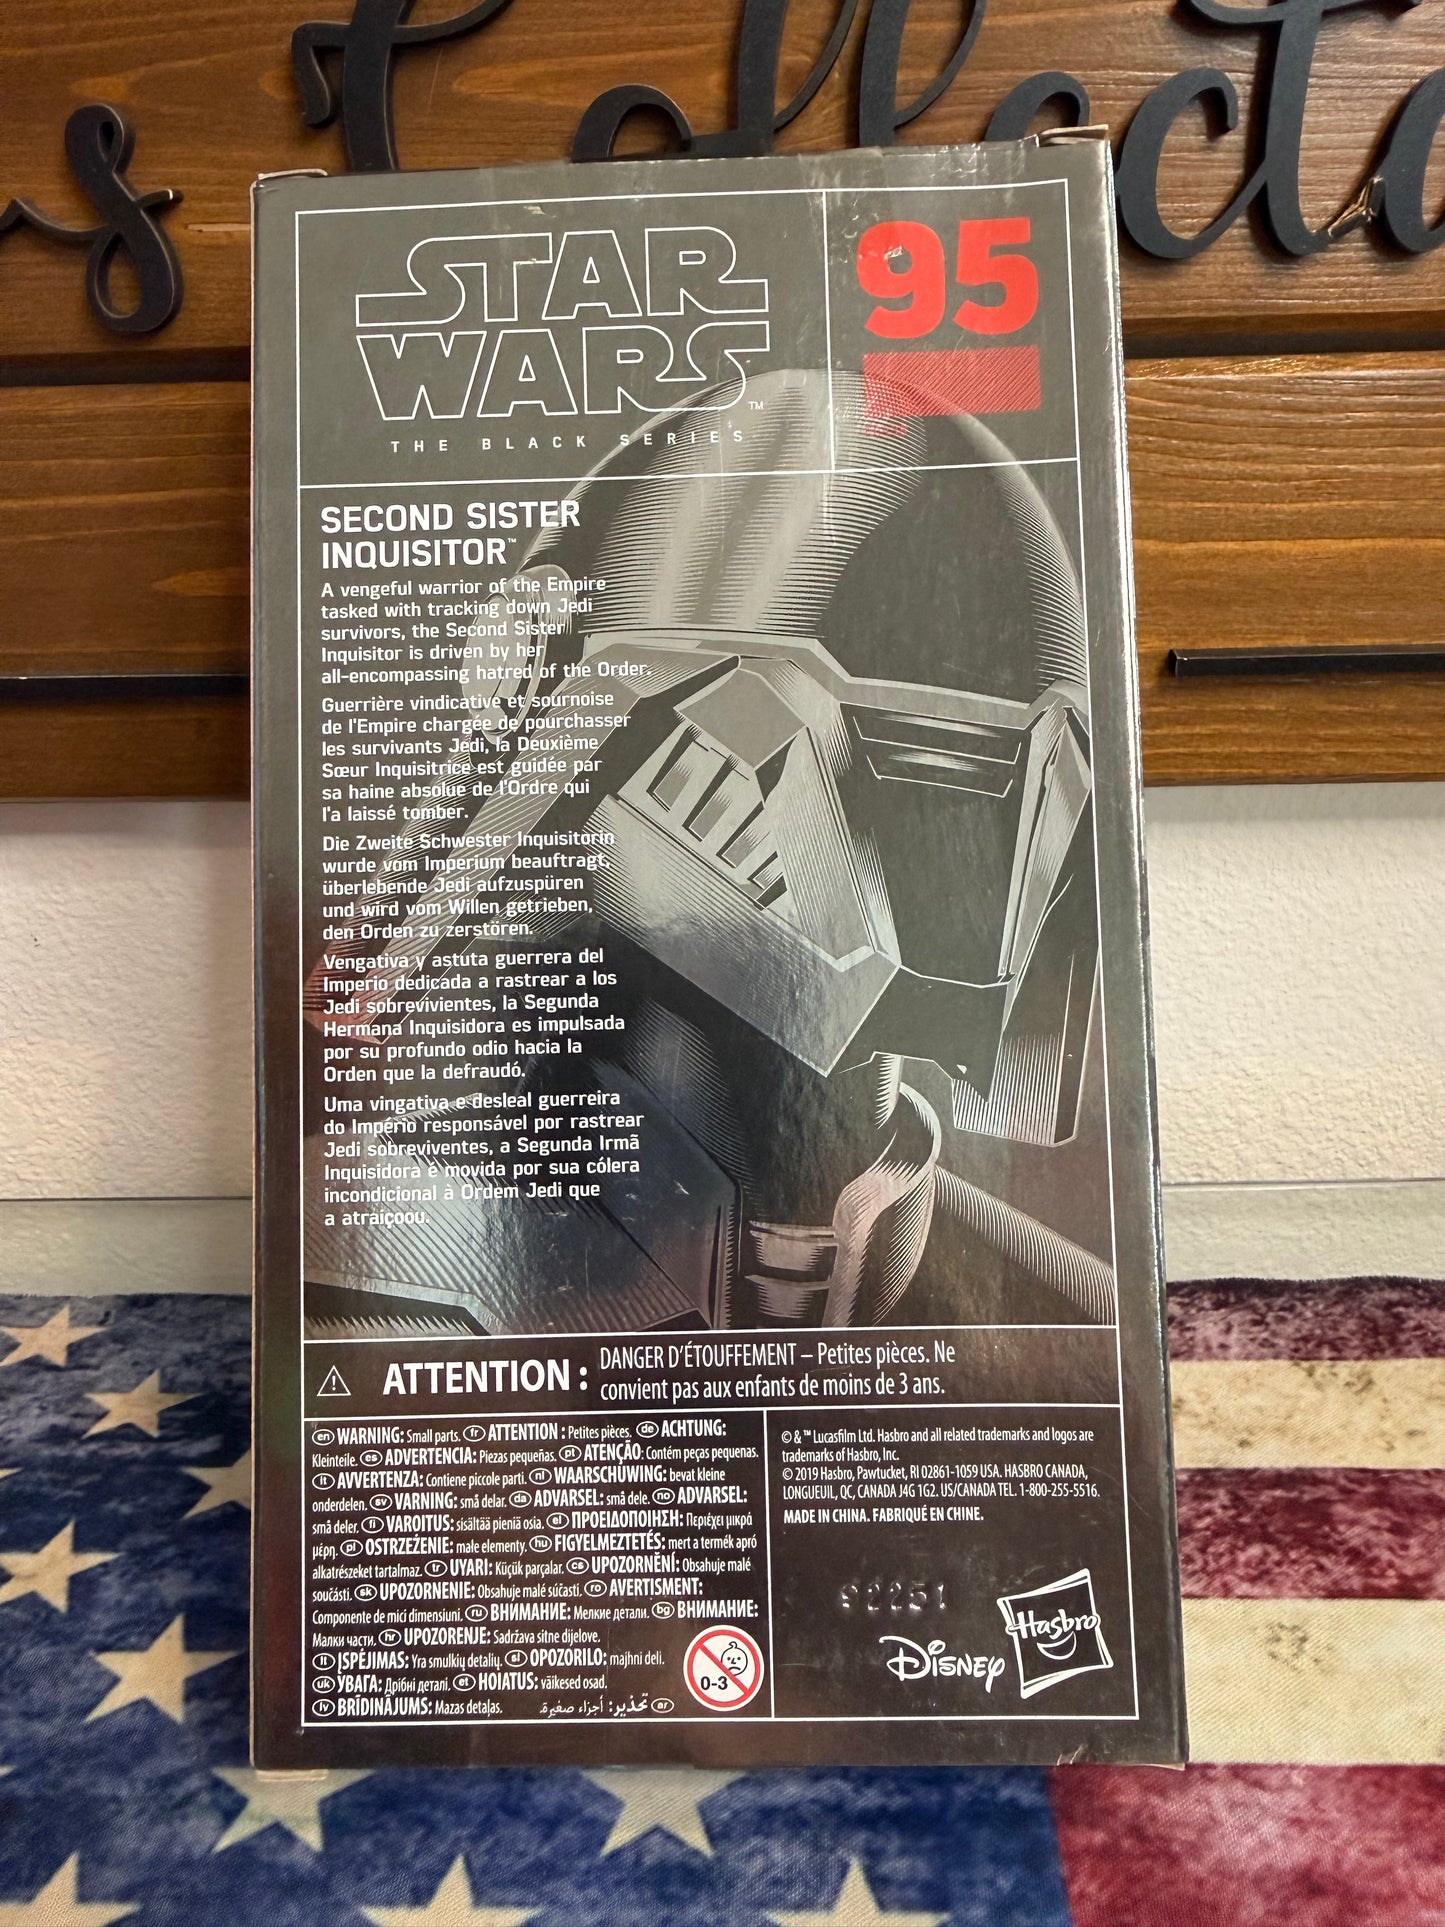 s Collecto
STAR
WARS™
THE BLACK SERIES
95
SECOND SISTER
INQUISITOR™
A vengeful warrior of the Empire
tasked with tracking down Jedi
survivors, the Second Sister
Inquisitor is driven by her
all-encompassing hatred of the Order.
Guerrière vindicative et sournoise
de l'Empire chargée de pourchasser
les survivants Jedi, la Deuxième
Sœur Inquisitrice est guidée par
sa haine absolue de l'Ordre qui
l'a laissé tomber.
Die Zweite Schwester Inquisitorin
wurde vom Imperium beauftragt,
überlebende Jedi aufzuspüren
und wird vom Willen getrieben,
den Orden zu zerstören.
Vengativa y astuta guerrera del
Imperio dedicada a rastrear a los
Jedi sobrevivientes, la Segunda
Hermana Inquisidora es impulsada
por su profundo odio hacia la
Orden que la defraudó.
Uma vingativa e desleal guerreira
do Império responsável por rastrear
Jedi sobreviventes, a Segunda Irmã
Inquisidora é movida por sua cólera
incondicional à Ordem Jedi que
a atraiçoou.
ATTENTION : DANGER D'ÉTOUFFEMENT – Petites pièces. Ne
convient pas aux enfants de moins de 3 ans.
en WARNING: Small parts. fr ATTENTION : Petites pièces. de ACHTUNG:
Kleinteile. es ADVERTENCIA: Piezas pequeñas. pt ATENÇÃO: Contém peças pequenas.
it AVVERTENZA: Contiene piccole parti. nl WAARSCHUWING: bevat kleine
onderdelen. sv VARNING: små delar. da ADVARSEL: små dele. no ADVARSEL:
små deler. fi VAROITUS: sisältää pieniä osia. el ΠΡΟΕΙΔΟΠΟΙΗΣΗ: Περιέχει μικρά
μέρη. pl OSTRZEŻENIE: małe elementy. hu FIGYELMEZTETÉS: mert a termék apró
alkatrészeket tartalmaz. tr UYARI: Küçük parçalar. cs UPOZORNĚNÍ: Obsahuje malé
součásti. sk UPOZORNENIE: Obsahuje malé súčasti. ro AVERTISMENT:
Componente de mici dimensiuni. ru ВНИМАНИЕ: Мелкие детали. bg ВНИМАНИЕ:
Малки части. hr UPOZORENJE: Sadržava sitne dijelove.
lt ĮSPĖJIMAS: Yra smulkių detalių. sl OPOZORILO: majhni deli.
uk УВАГА: Дрібні деталі. et HOIATUS: väikesed osad.
lv BRĪDINĀJUMS: Mazas detaļas. ar تحذير: أجزاء صغيرة.
0-3
© & ™ Lucasfilm Ltd. Hasbro and all related trademarks and logos are
trademarks of Hasbro, Inc.
© 2019 Hasbro, Pawtucket, RI 02861-1059 USA. HASBRO CANADA,
LONGUEUIL, QC, CANADA J4G 1G2. US/CANADA TEL. 1-800-255-5516.
MADE IN CHINA. FABRIQUÉ EN CHINE.
Disney
Hasbro